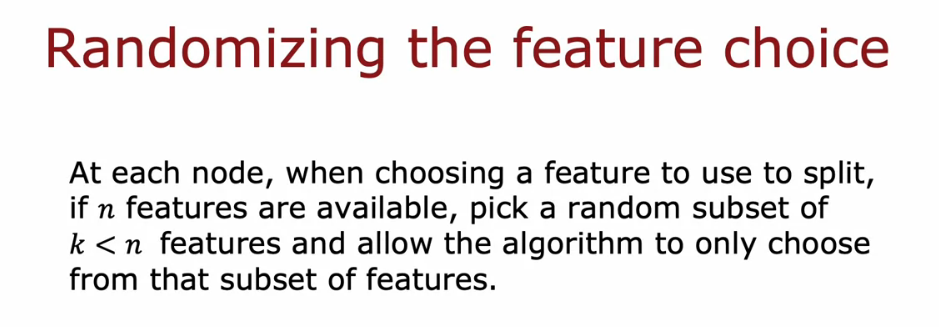 Randomizing the feature choice
At each node, when choosing a feature to use to split,
if n features are available, pick a random subset of
k < n features and allow the algorithm to only choose
from that subset of features.